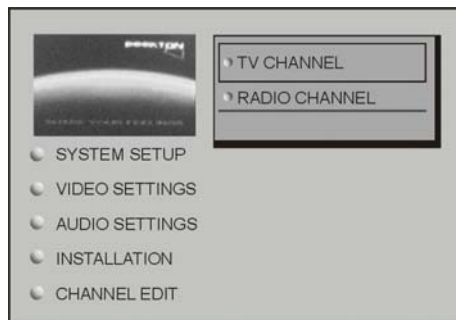 TV CHANNEL
RADIO CHANNEL
SYSTEM SETUP
VIDEO SETTINGS
AUDIO SETTINGS
INSTALLATION
CHANNEL EDIT